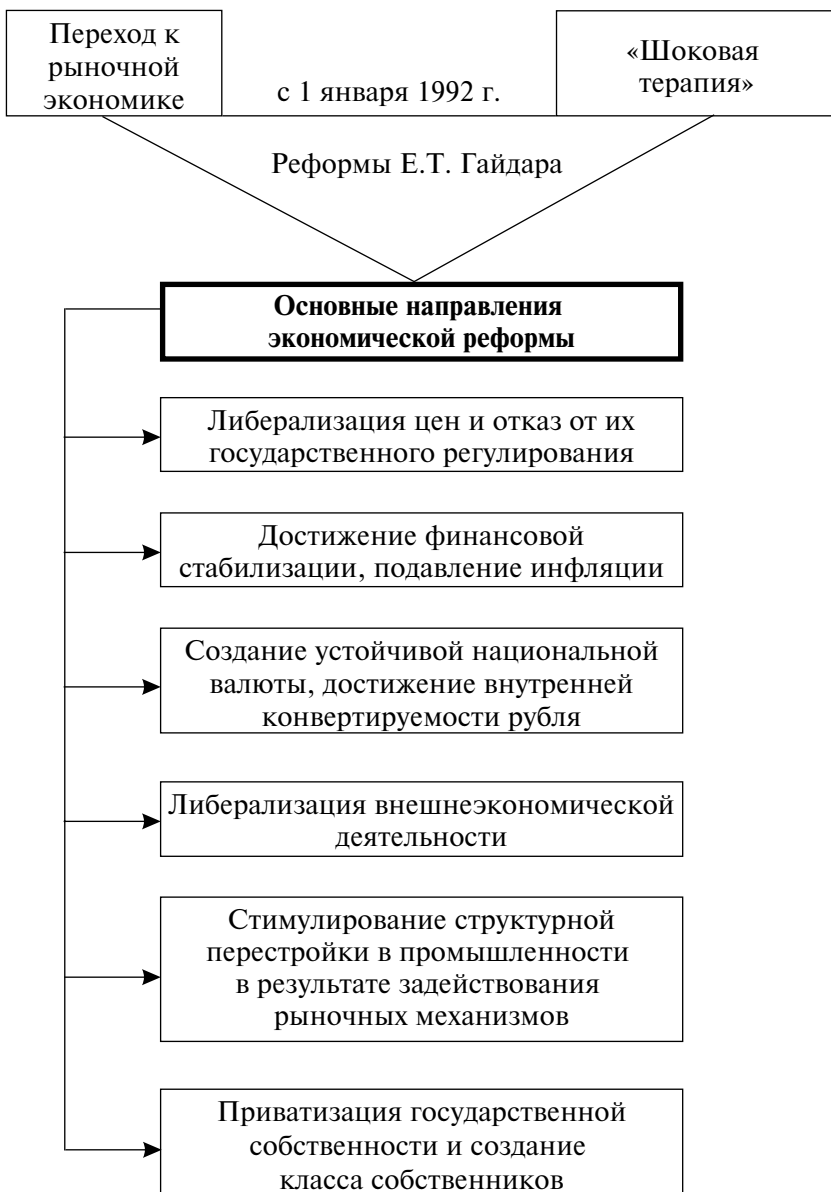 Переход к
рыночной
экономике
с 1 января 1992 г.
«Шоковая
терапия»
Реформы Е.Т. Гайдара
Основные направления
экономической реформы
Либерализация цен и отказ от их
государственного регулирования
Достижение финансовой
стабилизации, подавление инфляции
Создание устойчивой национальной
валюты, достижение внутренней
конвертируемости рубля
Либерализация внешнеэкономической
деятельности
Стимулирование структурной
перестройки в промышленности
в результате задействования
рыночных механизмов
Приватизация государственной
собственности и создание
класса собственников